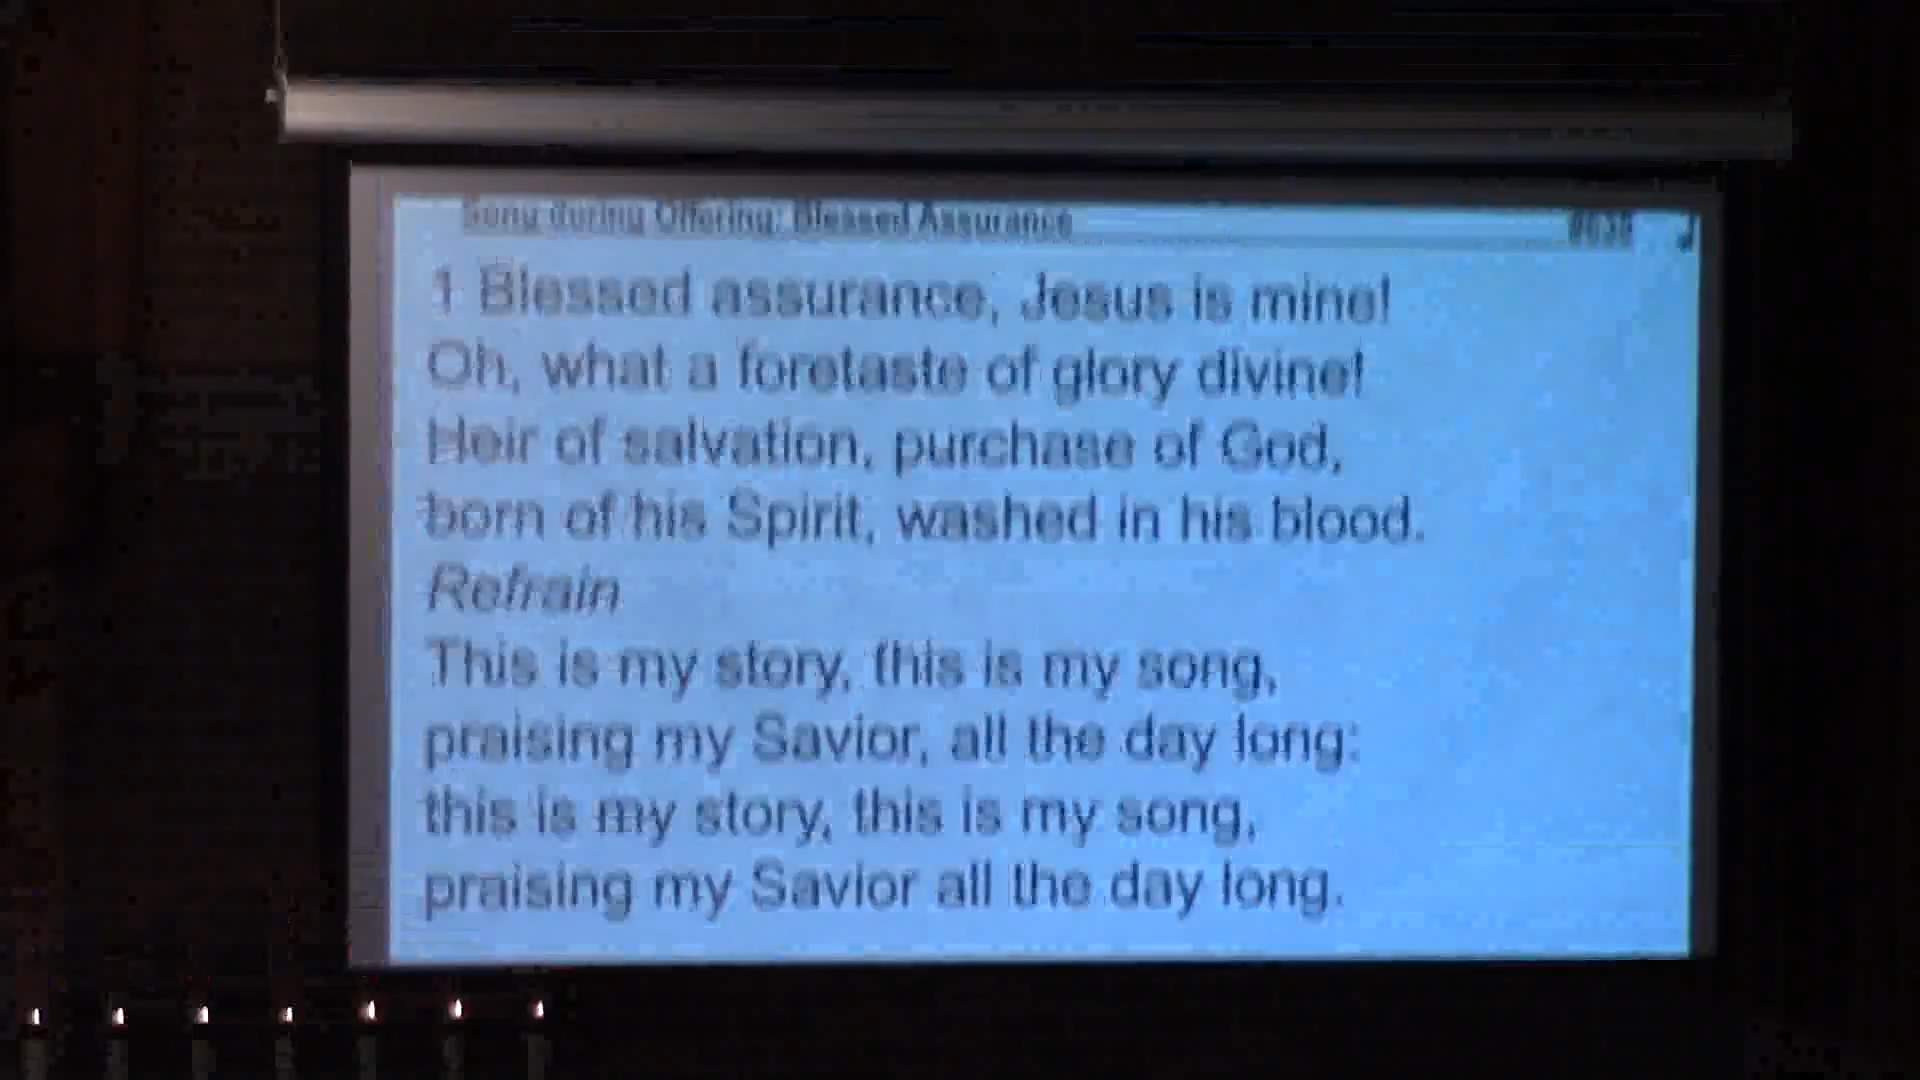 Song during Offering: Blessed Assurance
1 Blessed assurance, Jesus is mine!
Oh, what a foretaste of glory divine!
Heir of salvation, purchase of God,
born of his Spirit, washed in his blood.
Refrain
This is my story, this is my song,
praising my Savior, all the day long:
this is my story, this is my song,
praising my Savior all the day long.